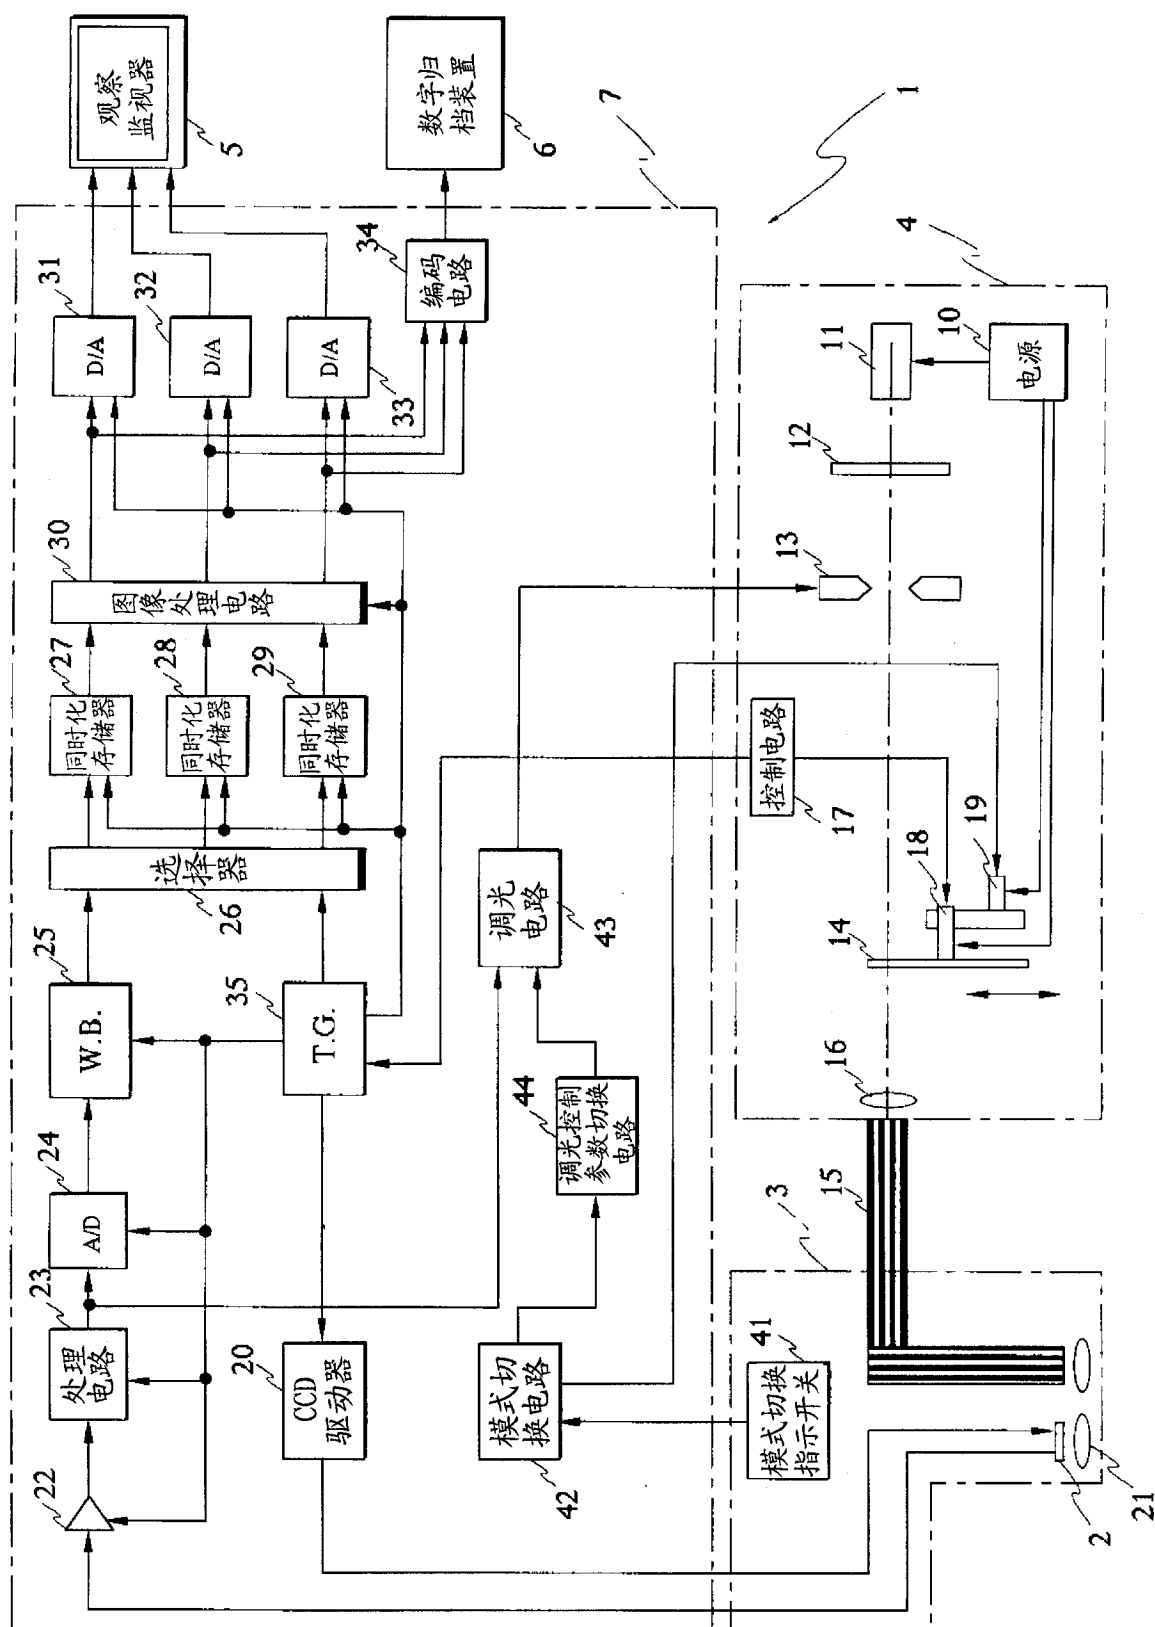 观察
监视器
5
数字归
档装置
6
7
1
31
D/A
32
D/A
D/A
33
34
编码
电路
4
11
10
电源
12
13
30
图像处理电路
27
同时化
存储器
28
同时化
存储器
29
同时化
存储器
控制电路
17
18
19
14
选择器
26
调光
电路
43
25
W.B.
35
T.G.
16
44
调光控制
参数切换
电路
24
A/D
15
3
23
处理
电路
20
CCD
驱动器
模式切
换电路
42
41
模式切换
指示开关
22
2
21